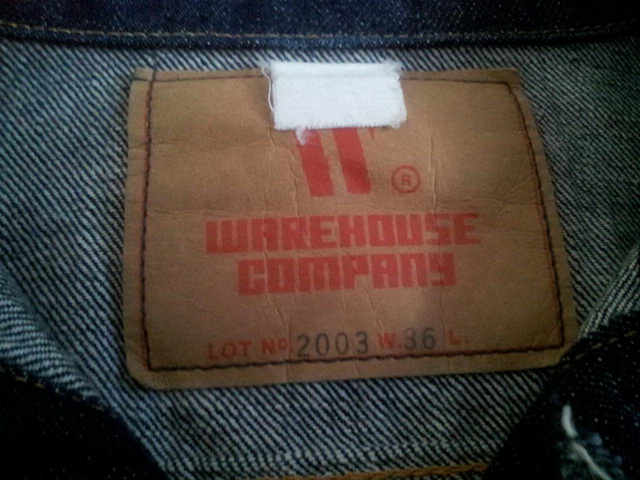 ®
WAREHOUSE
COMPANY
LOT Nº 2003 W.36 L.